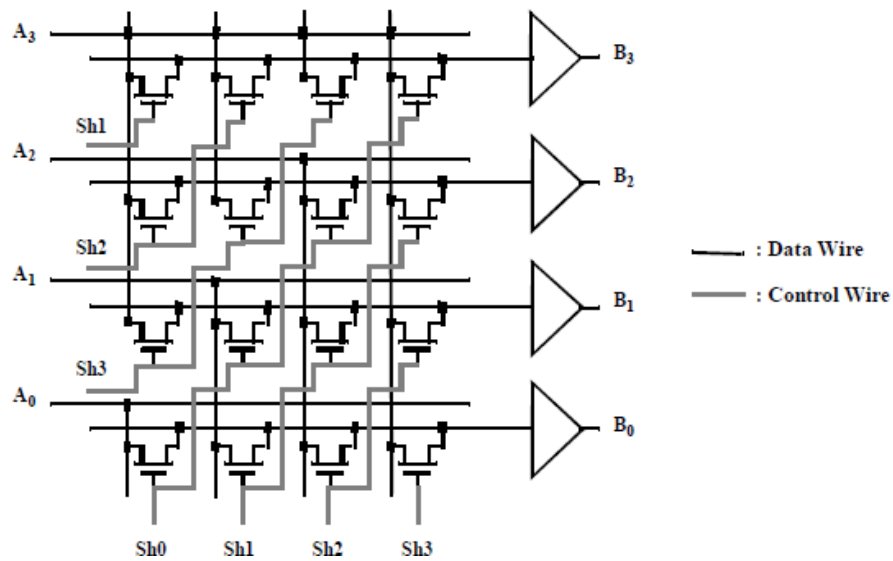 A3
B3
Sh1
A2
B2
Sh2
: Data Wire
A1
: Control Wire
B1
Sh3
A0
B0
Sh0 Sh1 Sh2 Sh3